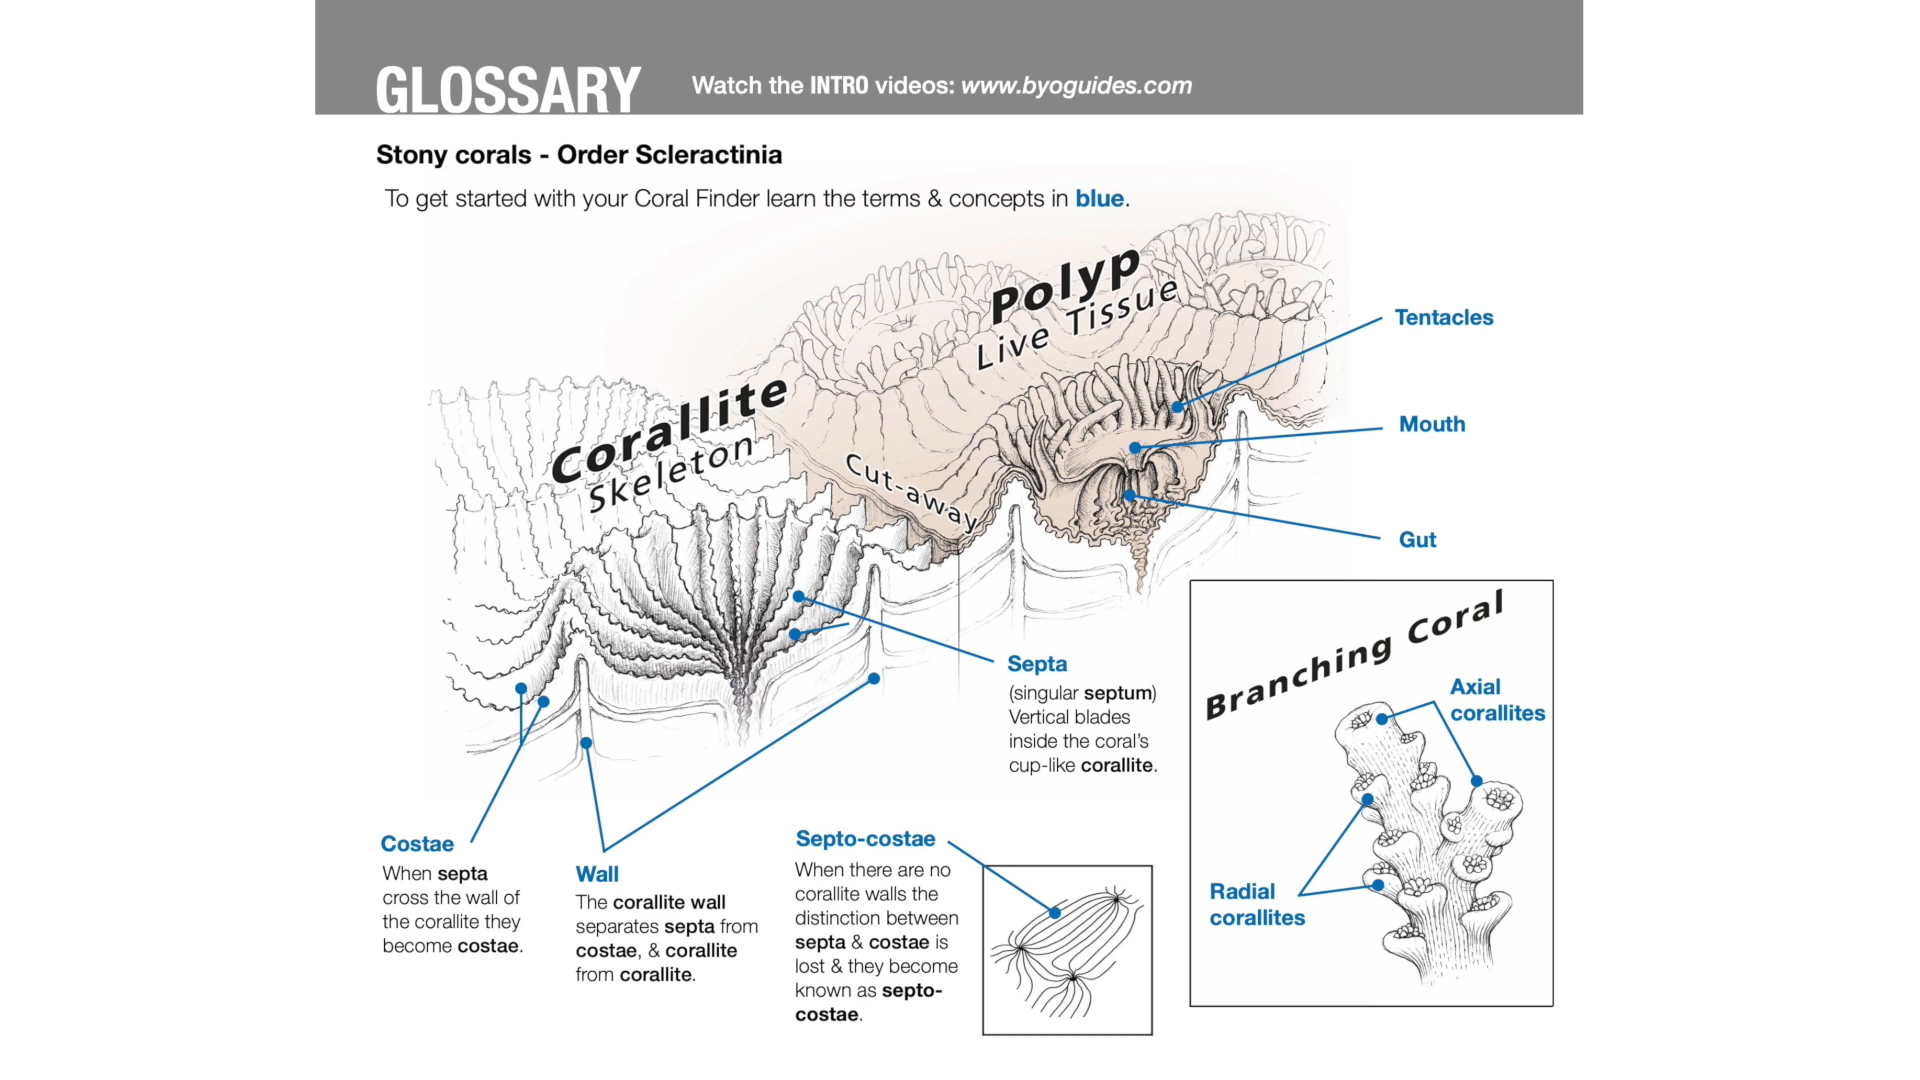 GLOSSARY
Watch the INTRO videos: www.byoguides.com
Stony corals - Order Scleractinia
To get started with your Coral Finder learn the terms & concepts in blue.
Polyp
Live Tissue
Corallite
Skeleton
Cut-away
Tentacles
Mouth
Gut
Septa
(singular septum)
Vertical blades
inside the coral's
cup-like corallite.
Costae
When septa
cross the wall of
the corallite they
become costae.
Wall
The corallite wall
separates septa from
costae, & corallite
from corallite.
Septo-costae
When there are no
corallite walls the
distinction between
septa & costae is
lost & they become
known as septo-
costae.
Branching Coral
Axial
corallites
Radial
corallites